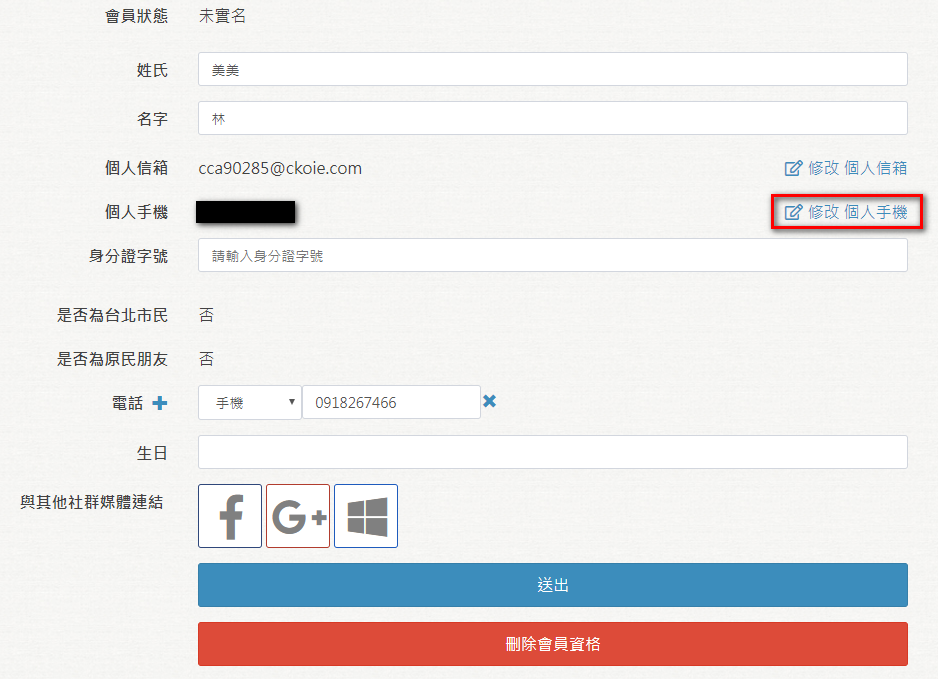 會員狀態 未實名
姓氏 美美
名字 林
個人信箱 cca90285@ckoie.com 修改 個人信箱
個人手機 修改 個人手機
身分證字號 請輸入身分證字號
是否為台北市民 否
是否為原民朋友 否
電話 手機 0918267466
生日
與其他社群媒體連結
送出
刪除會員資格